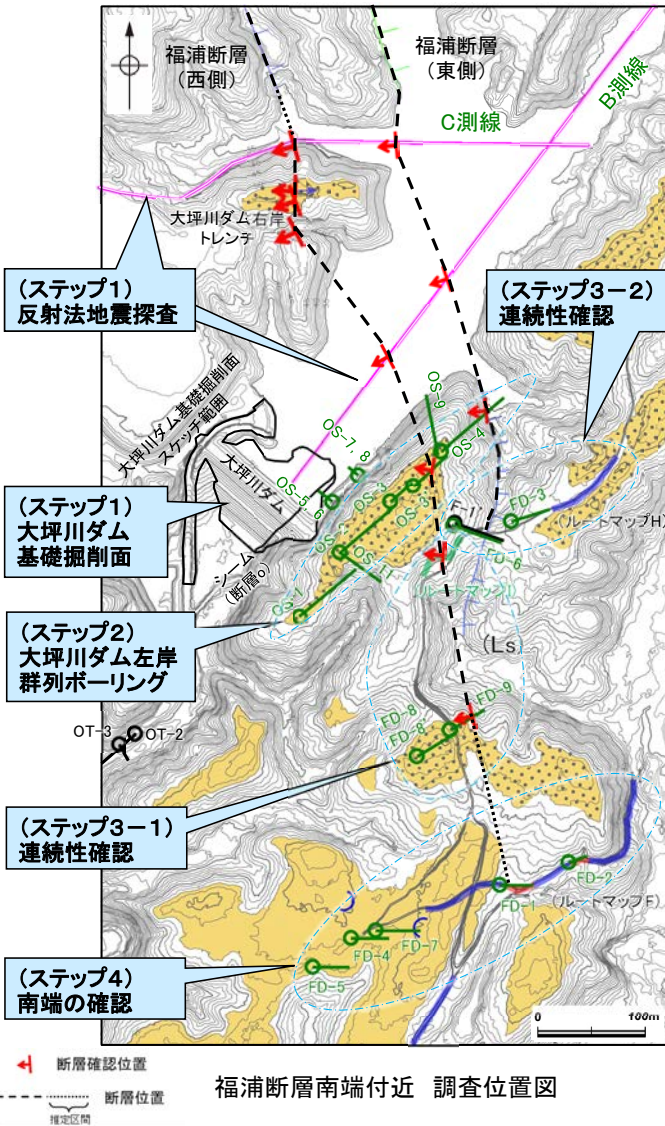 福浦断層
(西側)
福浦断層
(東側)
B測線
C測線
大坪川ダム右岸
トレンチ
(ステップ1)
反射法地震探査
(ステップ3-2)
連続性確認
大坪川ダム基礎掘削面
スケッチ範囲
大坪川ダム
OS-9
OS-4
OS-7, 8
OS-5, 6
OS-3
OS-3'
FD-3
(ルートマップH)
FD-6
(ステップ1)
大坪川ダム
基礎掘削面
OS-11
シーム
(断層o)
OS-1
(ステップ2)
大坪川ダム左岸
群列ボーリング
(Ls)
OT-3
OT-2
FD-9
FD-8'
FD-8
(ステップ3-1)
連続性確認
FD-2
FD-1
(ルートマップF)
FD-7
FD-4
FD-5
(ステップ4)
南端の確認
0 100m
断層確認位置
断層位置
推定区間
福浦断層南端付近 調査位置図